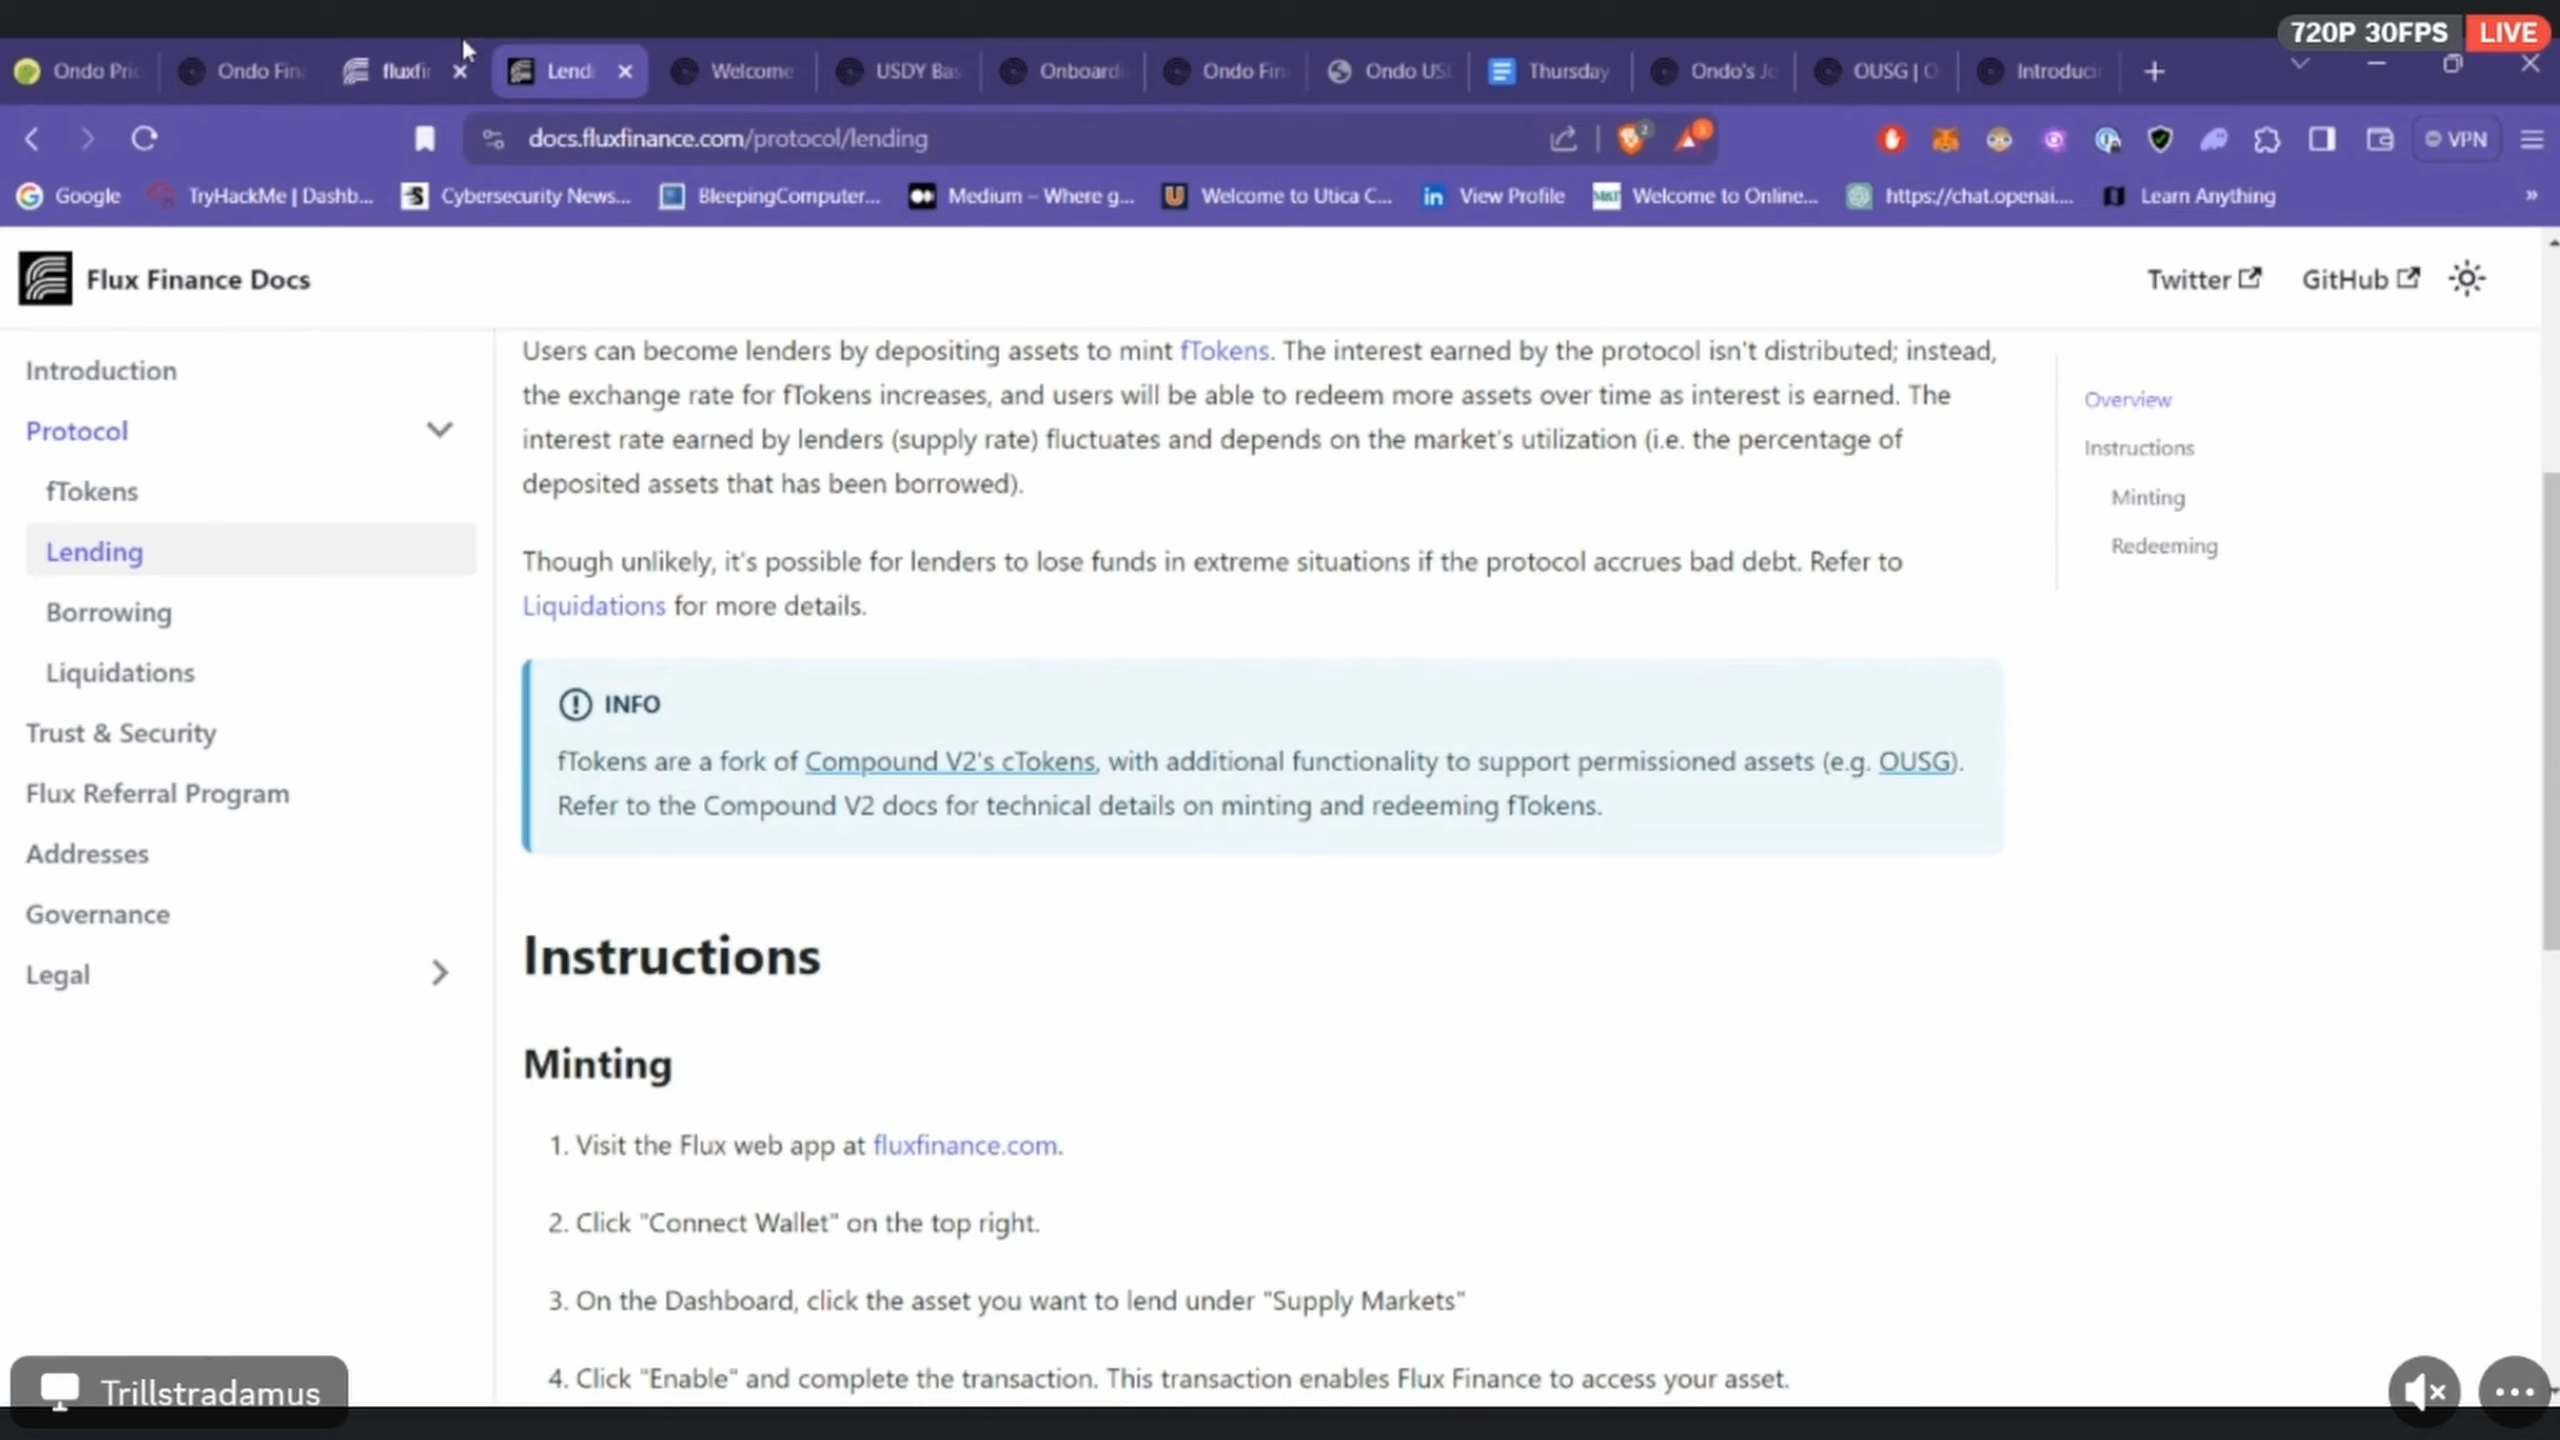 720P 30FPS LIVE
Ondo Pric
Ondo Fin
fluxfi
Lendi
Welcome
USDY Bas
Onboardi
Ondo Fin
Ondo US
Thursday
Ondo's Jo
OUSG | O
Introduci
docs.fluxfinance.com/protocol/lending
2
VPN
Google
TryHackMe | Dashb...
Cybersecurity News...
BleepingComputer...
Medium – Where g...
Welcome to Utica C...
View Profile
Welcome to Online...
https://chat.openai....
Learn Anything
»
Flux Finance Docs
Twitter
GitHub
Introduction
Protocol
fTokens
Lending
Borrowing
Liquidations
Trust & Security
Flux Referral Program
Addresses
Governance
Legal
Users can become lenders by depositing assets to mint fTokens. The interest earned by the protocol isn't distributed; instead,
the exchange rate for fTokens increases, and users will be able to redeem more assets over time as interest is earned. The
interest rate earned by lenders (supply rate) fluctuates and depends on the market's utilization (i.e. the percentage of
deposited assets that has been borrowed).
Though unlikely, it's possible for lenders to lose funds in extreme situations if the protocol accrues bad debt. Refer to
Liquidations for more details.
INFO
fTokens are a fork of Compound V2's cTokens, with additional functionality to support permissioned assets (e.g. OUSG).
Refer to the Compound V2 docs for technical details on minting and redeeming fTokens.
Instructions
Minting
1. Visit the Flux web app at fluxfinance.com.
2. Click "Connect Wallet" on the top right.
3. On the Dashboard, click the asset you want to lend under "Supply Markets"
4. Click "Enable" and complete the transaction. This transaction enables Flux Finance to access your asset.
Overview
Instructions
Minting
Redeeming
Trillstradamus